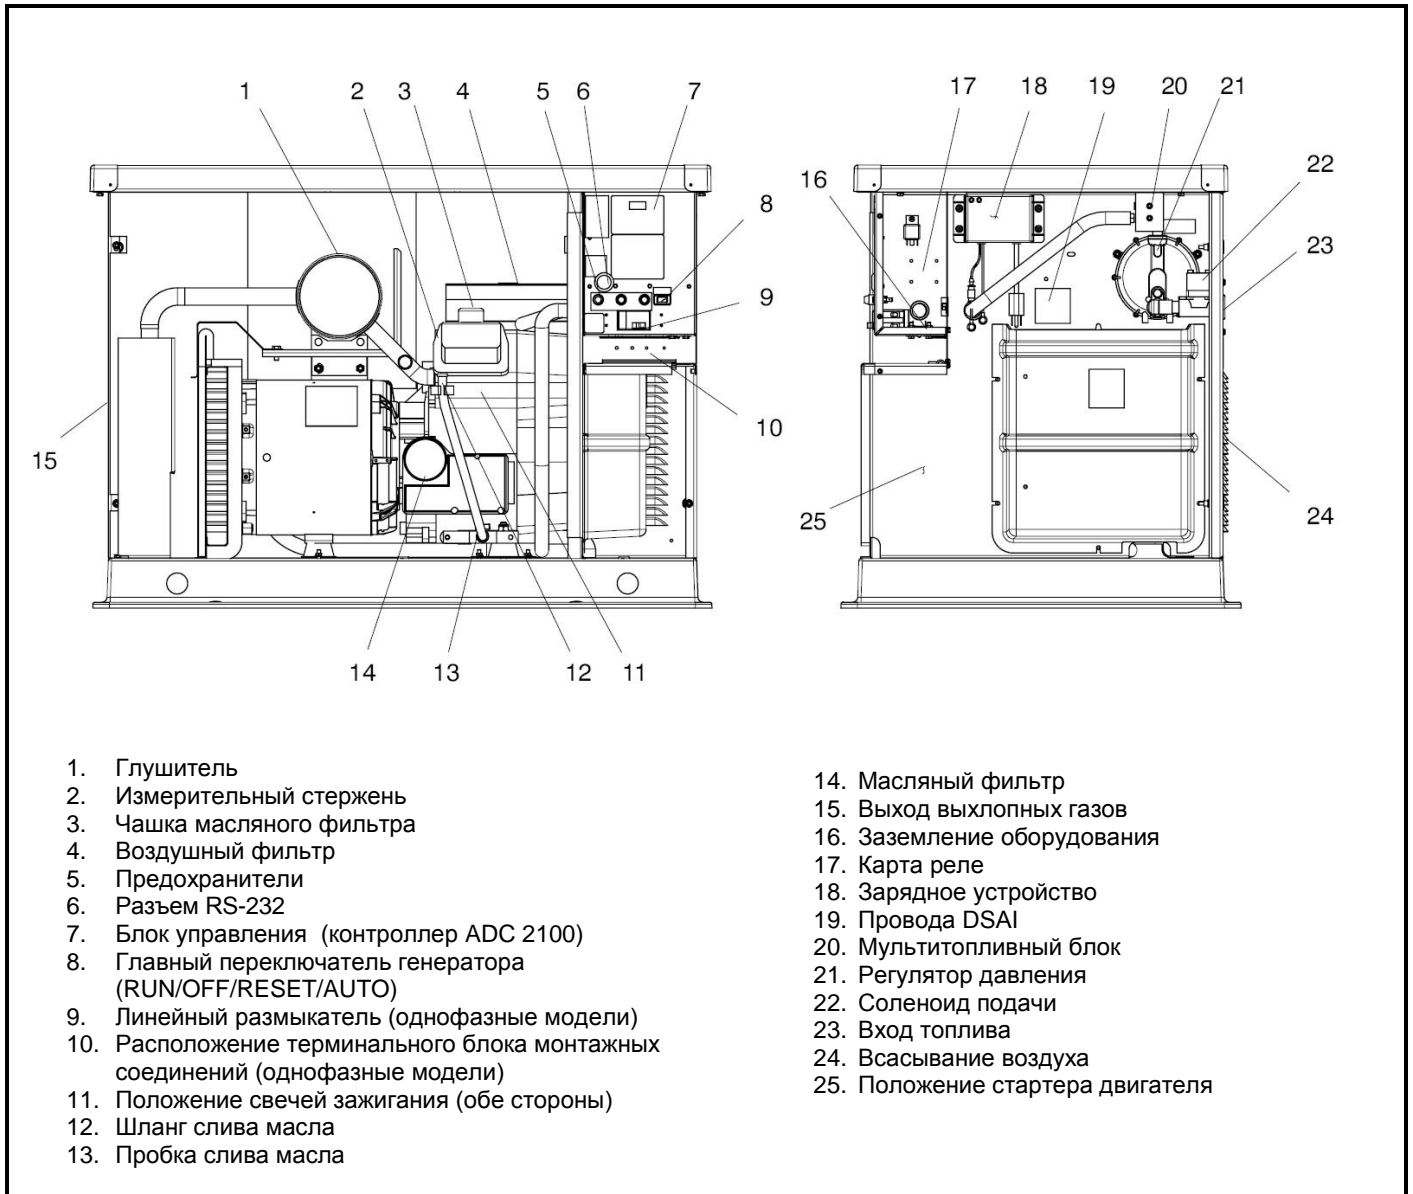 1
2
3
4
5
6
7
8
9
10
11
12
13
14
15
16
17
18
19
20
21
22
23
24
25
1. Глушитель
2. Измерительный стержень
3. Чашка масляного фильтра
4. Воздушный фильтр
5. Предохранители
6. Разъем RS-232
7. Блок управления (контроллер ADC 2100)
8. Главный переключатель генератора
(RUN/OFF/RESET/AUTO)
9. Линейный размыкатель (однофазные модели)
10. Расположение терминального блока монтажных
соединений (однофазные модели)
11. Положение свечей зажигания (обе стороны)
12. Шланг слива масла
13. Пробка слива масла
14. Масляный фильтр
15. Выход выхлопных газов
16. Заземление оборудования
17. Карта реле
18. Зарядное устройство
19. Провода DSAI
20. Мультитопливный блок
21. Регулятор давления
22. Соленоид подачи
23. Вход топлива
24. Всасывание воздуха
25. Положение стартера двигателя